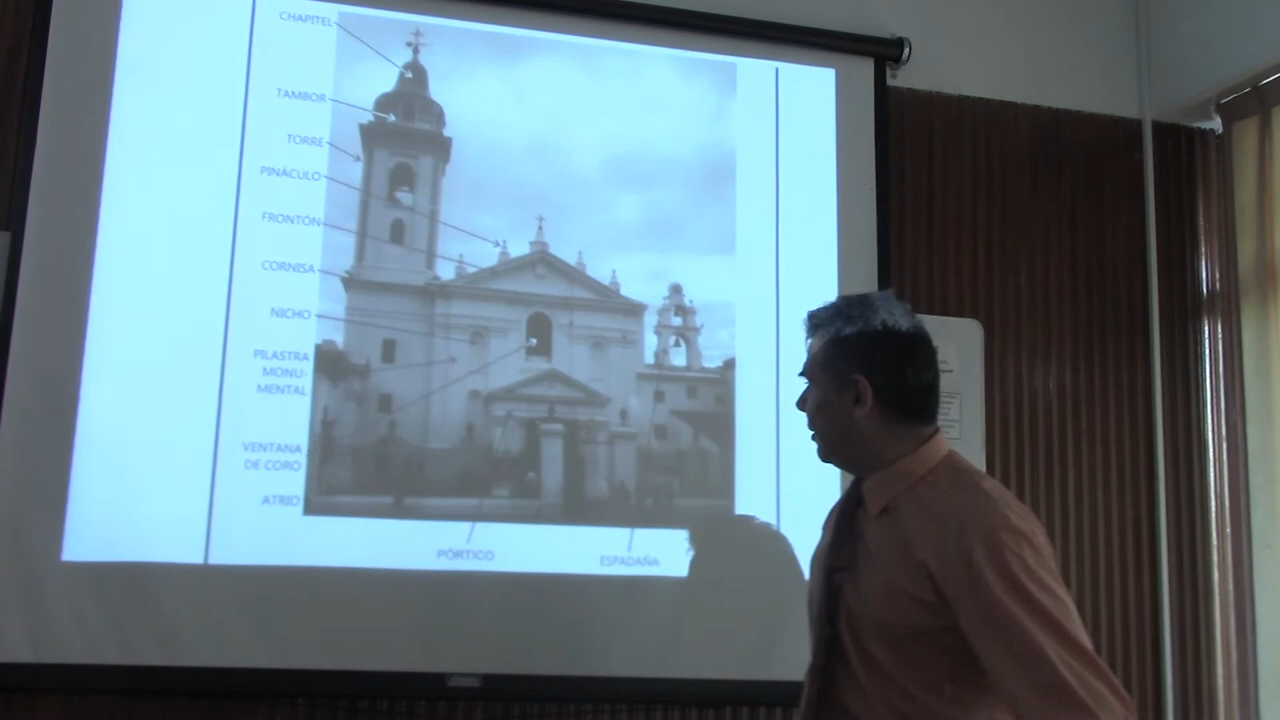 CHAPITEL
TAMBOR
TORRE
PINÁCULO
FRONTÓN
CORNISA
NICHO
PILASTRA
MONU-
MENTAL
VENTANA
DE CORO
ATRIO
PÓRTICO
ESPADAÑA